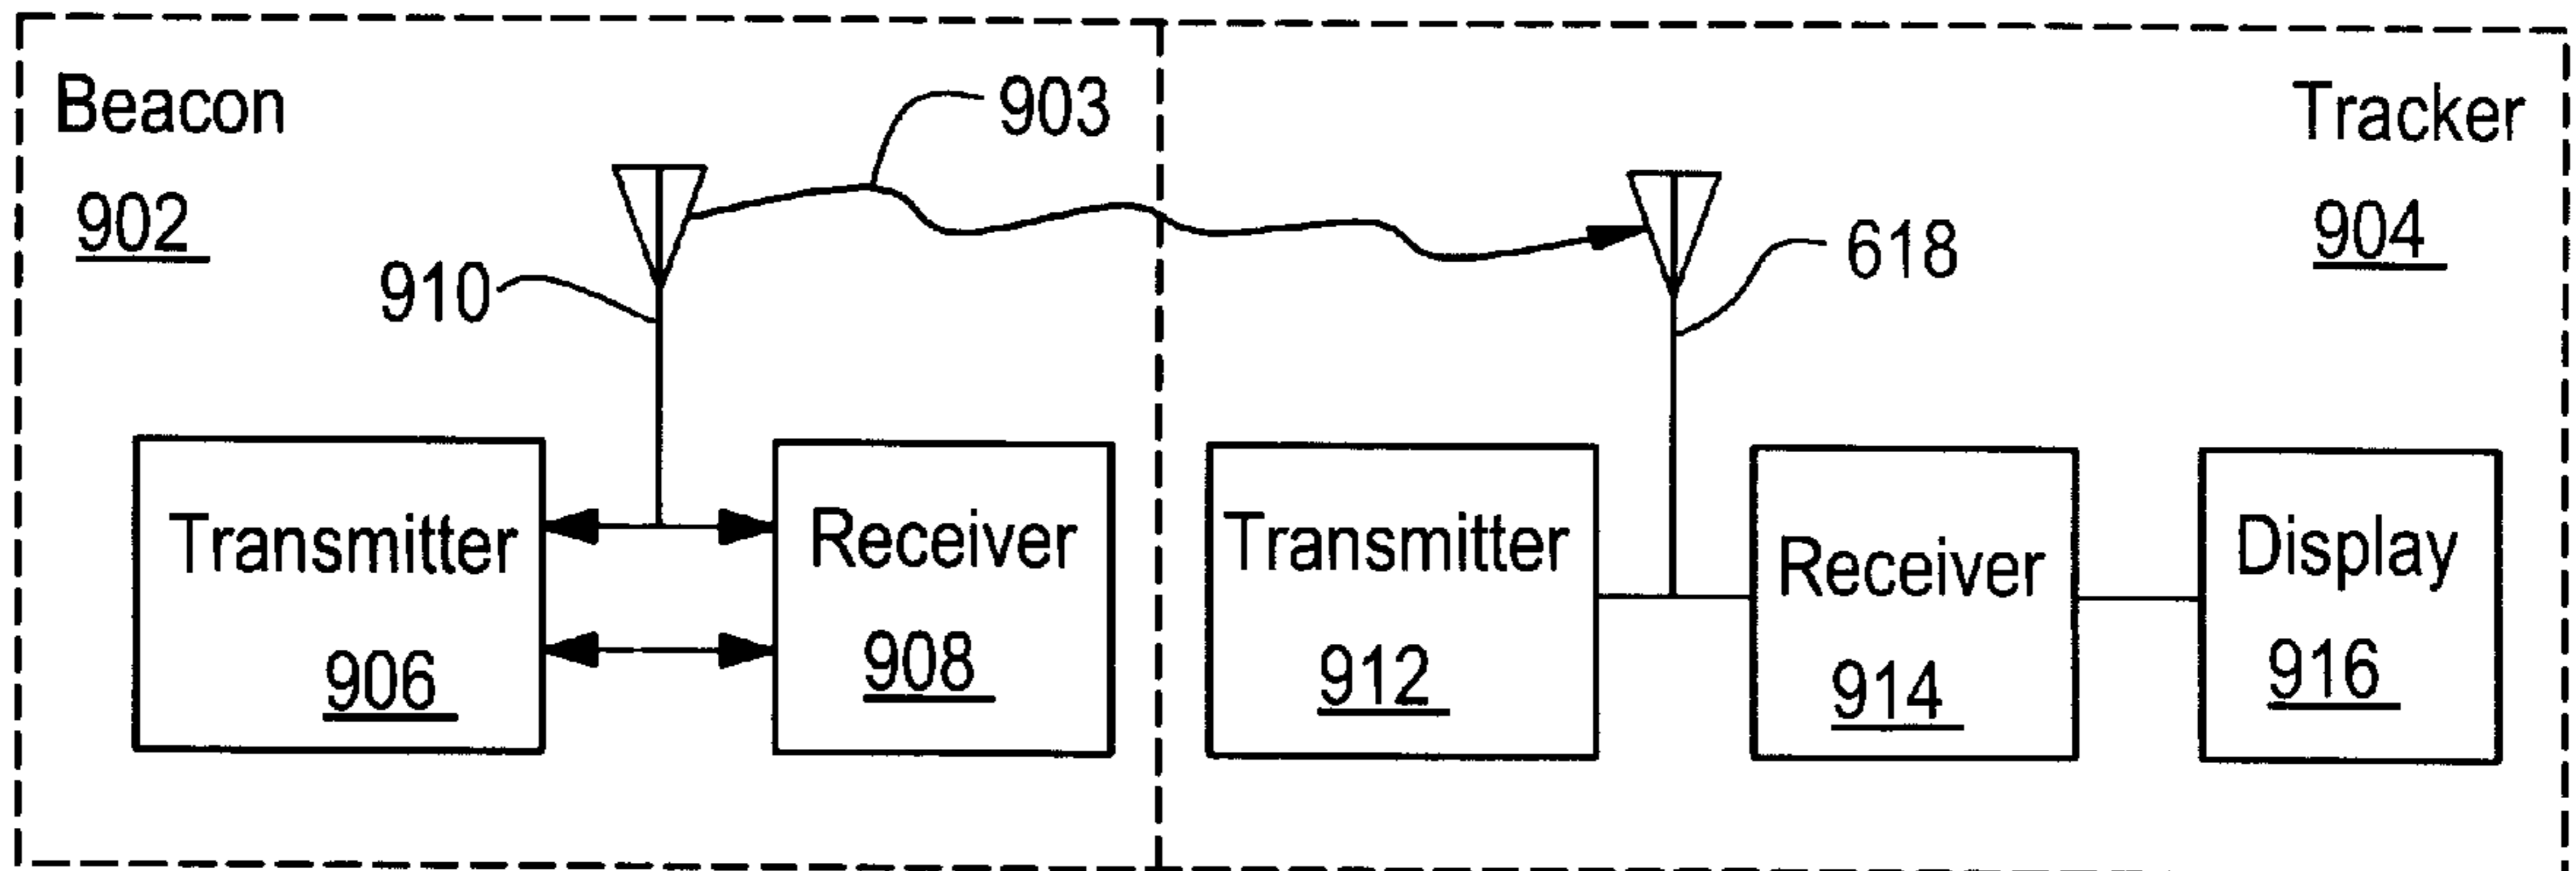 Beacon
902
903
910
Transmitter
906
Receiver
908
Tracker
904
618
Transmitter
912
Receiver
914
Display
916